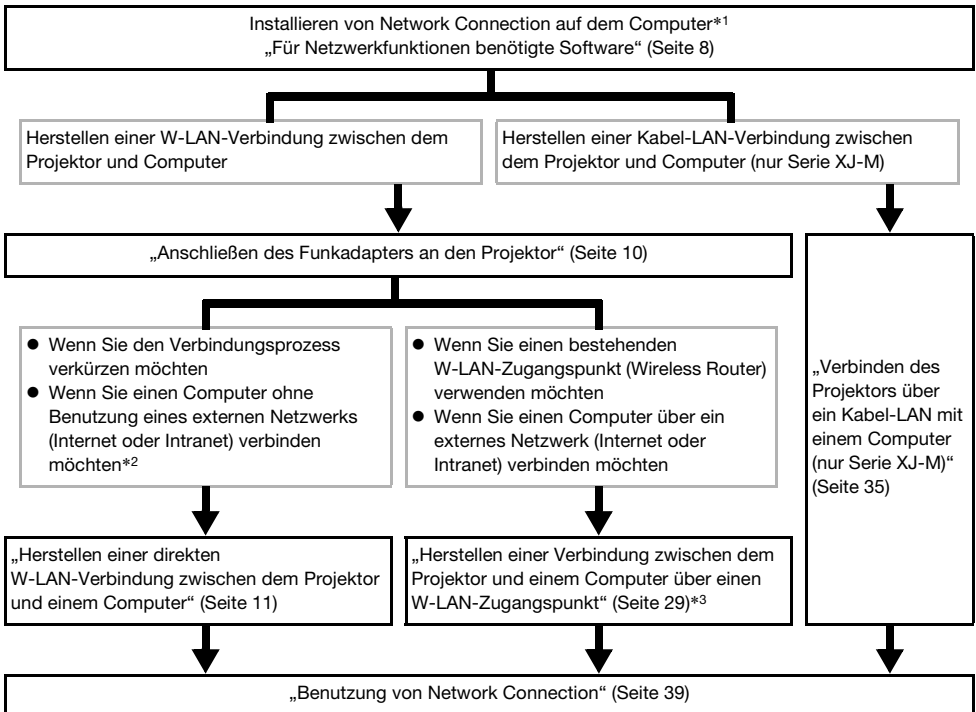 Installieren von Network Connection auf dem Computer*1
„Für Netzwerkfunktionen benötigte Software“ (Seite 8)
Herstellen einer W-LAN-Verbindung zwischen dem
Projektor und Computer
Herstellen einer Kabel-LAN-Verbindung zwischen
dem Projektor und Computer (nur Serie XJ-M)
„Anschließen des Funkadapters an den Projektor“ (Seite 10)
● Wenn Sie den Verbindungsprozess
verkürzen möchten
● Wenn Sie einen Computer ohne
Benutzung eines externen Netzwerks
(Internet oder Intranet) verbinden
möchten*2
● Wenn Sie einen bestehenden
W-LAN-Zugangspunkt (Wireless Router)
verwenden möchten
● Wenn Sie einen Computer über ein
externes Netzwerk (Internet oder
Intranet) verbinden möchten
„Verbinden des
Projektors über
ein Kabel-LAN mit
einem Computer
(nur Serie XJ-M)“
(Seite 35)
„Herstellen einer direkten
W-LAN-Verbindung zwischen dem Projektor
und einem Computer“ (Seite 11)
„Herstellen einer Verbindung zwischen dem
Projektor und einem Computer über einen
W-LAN-Zugangspunkt“ (Seite 29)*3
„Benutzung von Network Connection“ (Seite 39)